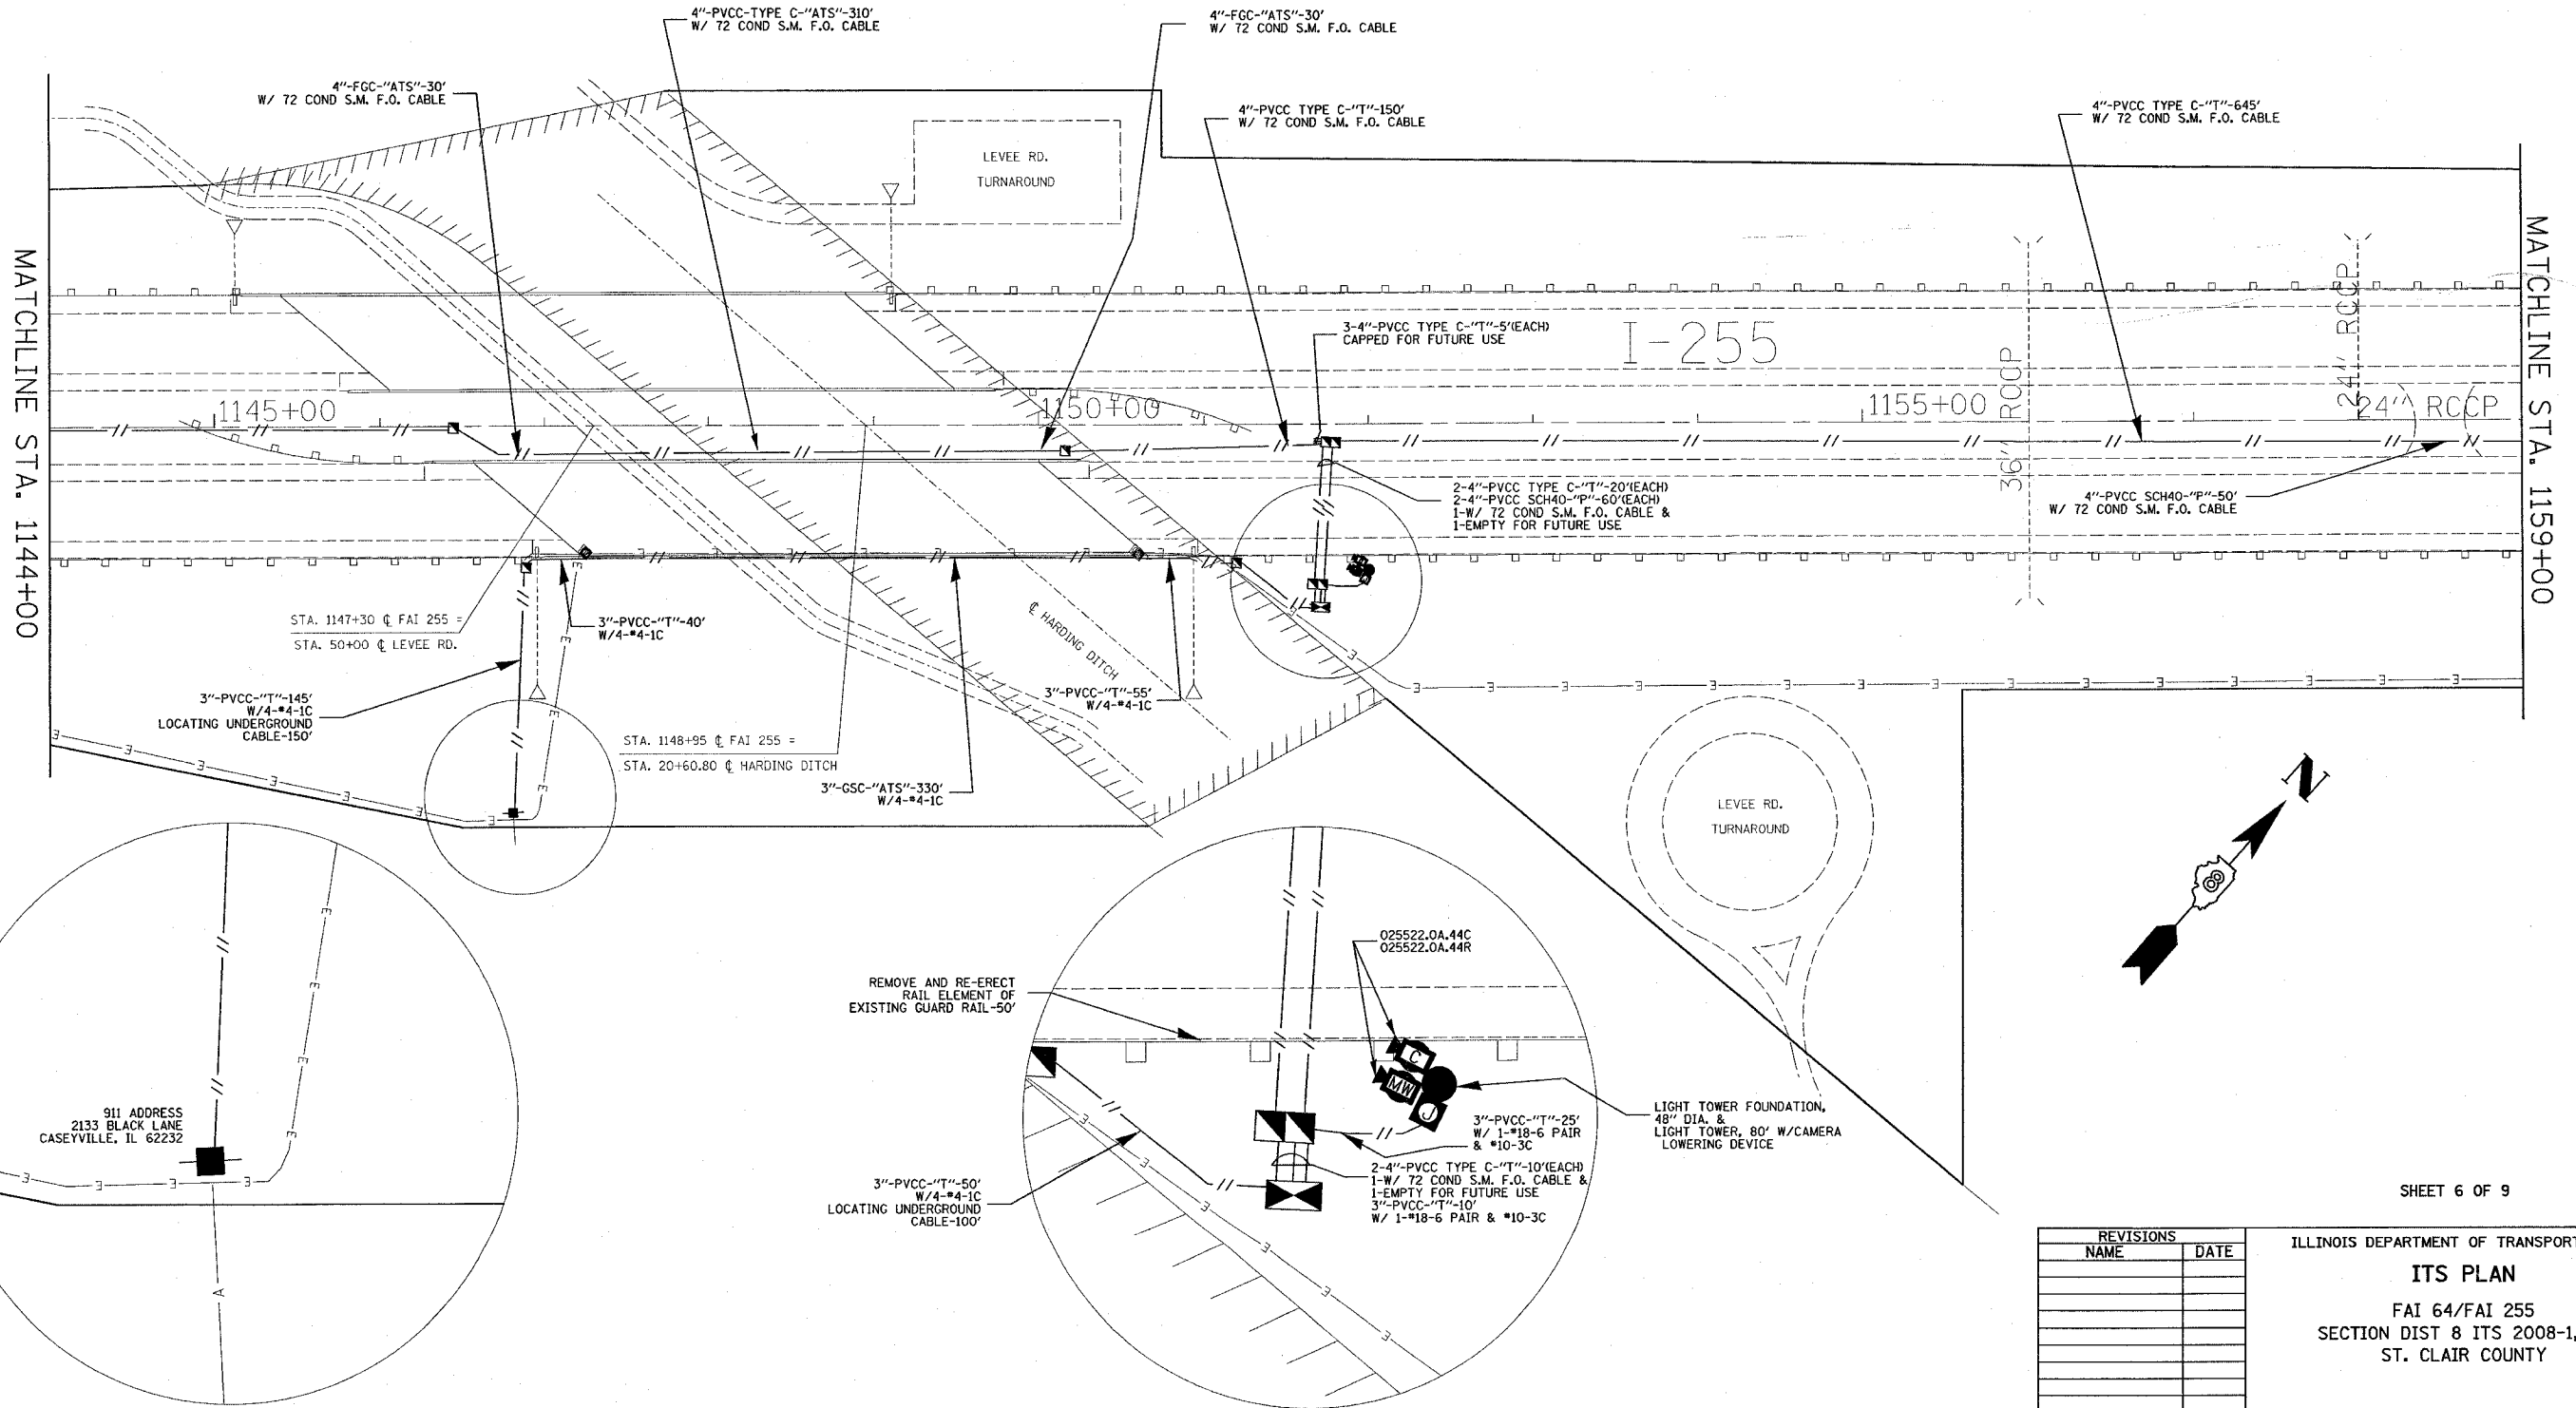 4"-PVCC-TYPE C-"ATS"-310'
W/ 72 COND S.M. F.O. CABLE
4"-FGC-"ATS"-30'
W/ 72 COND S.M. F.O. CABLE
4"-FGC-"ATS"-30'
W/ 72 COND S.M. F.O. CABLE
4"-PVCC TYPE C-"T"-150'
W/ 72 COND S.M. F.O. CABLE
4"-PVCC TYPE C-"T"-645'
W/ 72 COND S.M. F.O. CABLE
LEVEE RD.
TURNAROUND
MATCHLINE STA. 1144+00
MATCHLINE STA. 1159+00
3-4"-PVCC TYPE C-"T"-5'(EACH)
CAPPED FOR FUTURE USE
I-255
36" RCCP
24" RCCP
24" RCCP
1145+00
1150+00
1155+00
2-4"-PVCC TYPE C-"T"-20'(EACH)
2-4"-PVCC SCH40-"P"-60'(EACH)
1-W/ 72 COND S.M. F.O. CABLE &
1-EMPTY FOR FUTURE USE
4"-PVCC SCH40-"P"-50'
W/ 72 COND S.M. F.O. CABLE
STA. 1147+30 ℄ FAI 255 =
STA. 50+00 ℄ LEVEE RD.
3"-PVCC-"T"-40'
W/4-#4-1C
℄ HARDING DITCH
3"-PVCC-"T"-145'
W/4-#4-1C
LOCATING UNDERGROUND
CABLE-150'
3"-PVCC-"T"-55'
W/4-#4-1C
STA. 1148+95 ℄ FAI 255 =
STA. 20+60.80 ℄ HARDING DITCH
3"-GSC-"ATS"-330'
W/4-#4-1C
LEVEE RD.
TURNAROUND
N
8
025522.0A.44C
025522.0A.44R
REMOVE AND RE-ERECT
RAIL ELEMENT OF
EXISTING GUARD RAIL-50'
C
MW
J
911 ADDRESS
2133 BLACK LANE
CASEYVILLE, IL 62232
A
LIGHT TOWER FOUNDATION,
48" DIA. &
LIGHT TOWER, 80' W/CAMERA
LOWERING DEVICE
3"-PVCC-"T"-25'
W/ 1-#18-6 PAIR
& #10-3C
2-4"-PVCC TYPE C-"T"-10'(EACH)
1-W/ 72 COND S.M. F.O. CABLE &
1-EMPTY FOR FUTURE USE
3"-PVCC-"T"-10'
W/ 1-#18-6 PAIR & #10-3C
3"-PVCC-"T"-50'
W/4-#4-1C
LOCATING UNDERGROUND
CABLE-100'
SHEET 6 OF 9
REVISIONS
NAME DATE
ILLINOIS DEPARTMENT OF TRANSPORT
ITS PLAN
FAI 64/FAI 255
SECTION DIST 8 ITS 2008-1,
ST. CLAIR COUNTY